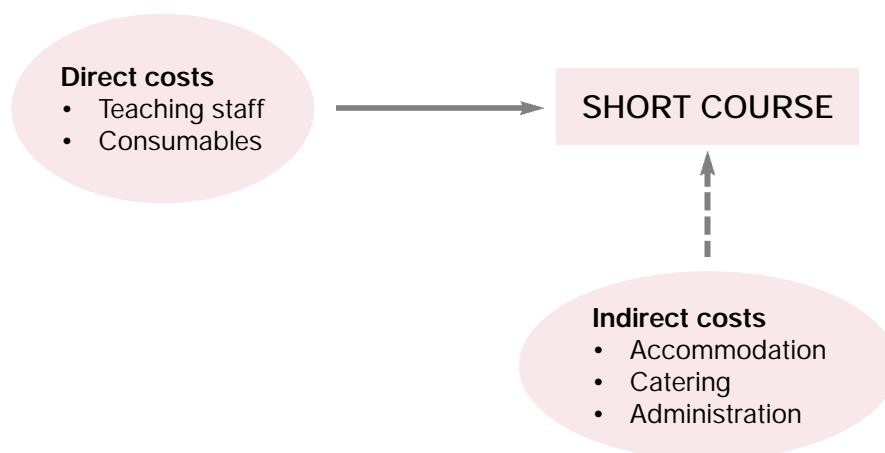 Direct costs
• Teaching staff
• Consumables
SHORT COURSE
Indirect costs
• Accommodation
• Catering
• Administration